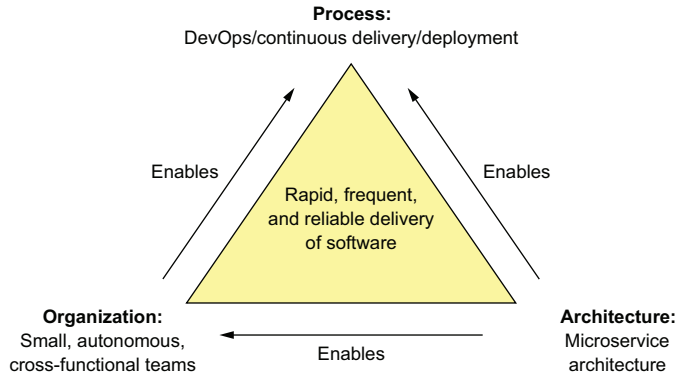 Process:
DevOps/continuous delivery/deployment
Enables
Enables
Rapid, frequent,
and reliable delivery
of software
Organization:
Small, autonomous,
cross-functional teams
Enables
Architecture:
Microservice
architecture